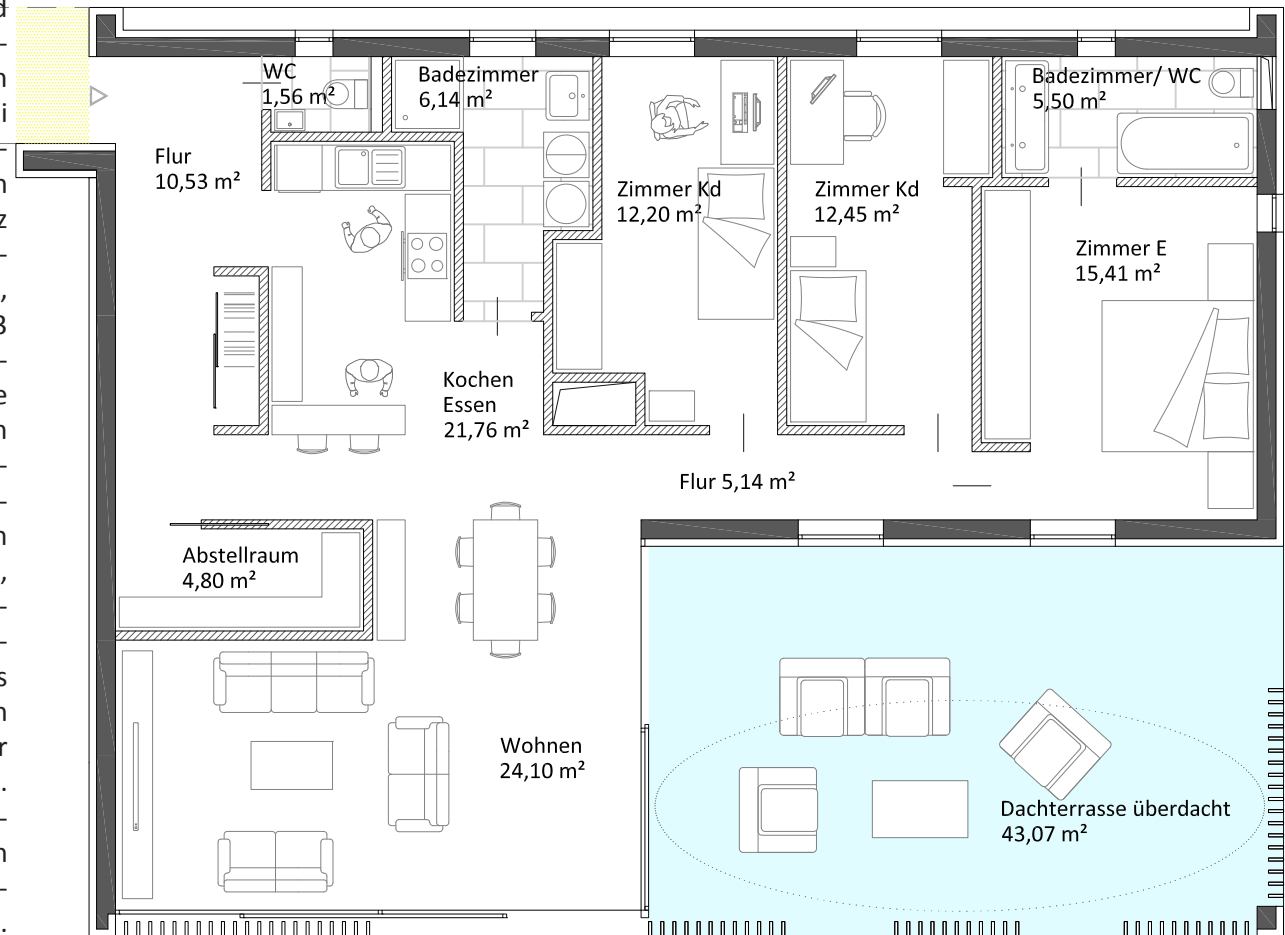 WC
1,56 m²
Badezimmer
6,14 m²
Badezimmer/ WC
5,50 m²
Flur
10,53 m²
Zimmer Kd
12,20 m²
Zimmer Kd
12,45 m²
Zimmer E
15,41 m²
Kochen
Essen
21,76 m²
Flur 5,14 m²
Abstellraum
4,80 m²
Wohnen
24,10 m²
Dachterrasse überdacht
43,07 m²